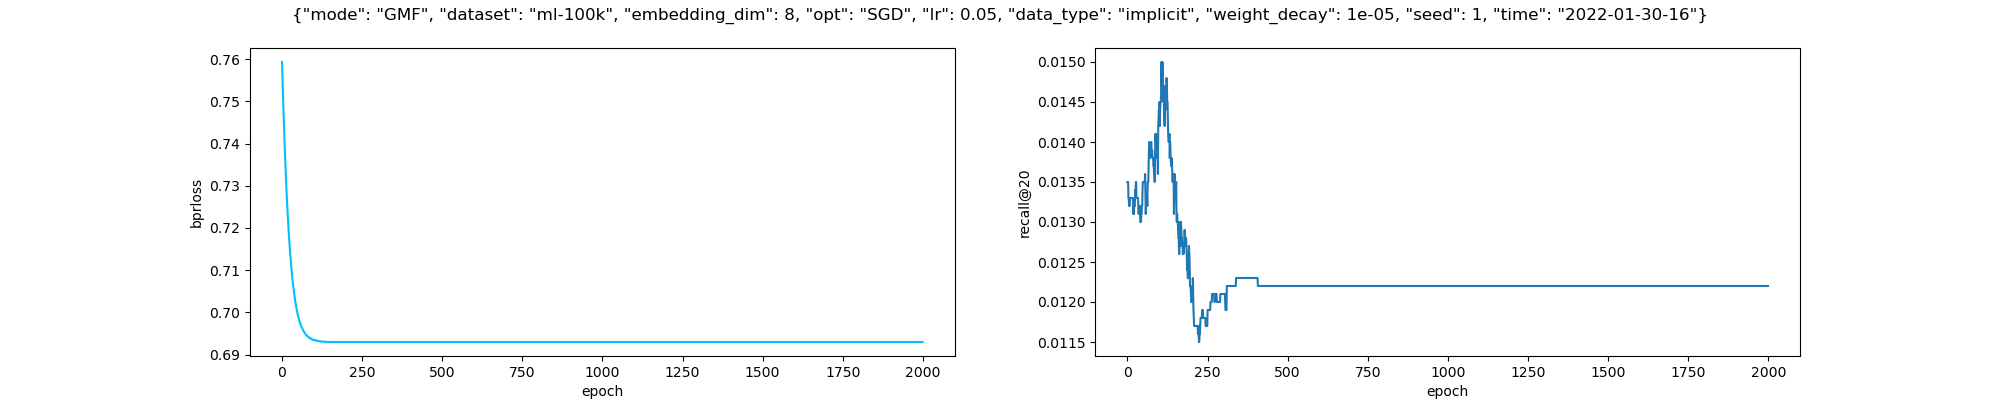 {"mode": "GMF", "dataset": "ml-100k", "embedding_dim": 8, "opt": "SGD", "lr": 0.05, "data_type": "implicit", "weight_decay": 1e-05, "seed": 1, "time": "2022-01-30-16"}
0.76
0.75
0.74
0.73
0.72
0.71
0.70
0.69
bprloss
0 250 500 750 1000 1250 1500 1750 2000
epoch
0.0150
0.0145
0.0140
0.0135
0.0130
0.0125
0.0120
0.0115
recall@20
0 250 500 750 1000 1250 1500 1750 2000
epoch